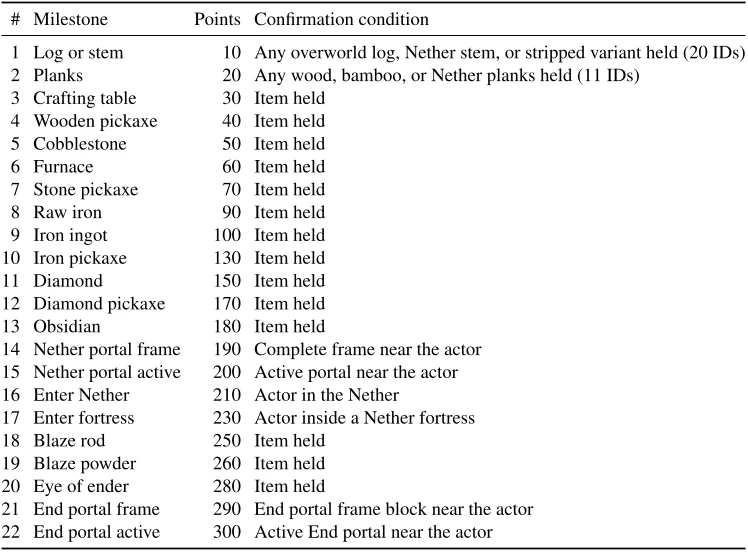 # Milestone Points Confirmation condition
1 Log or stem 10 Any overworld log, Nether stem, or stripped variant held (20 IDs)
2 Planks 20 Any wood, bamboo, or Nether planks held (11 IDs)
3 Crafting table 30 Item held
4 Wooden pickaxe 40 Item held
5 Cobblestone 50 Item held
6 Furnace 60 Item held
7 Stone pickaxe 70 Item held
8 Raw iron 90 Item held
9 Iron ingot 100 Item held
10 Iron pickaxe 130 Item held
11 Diamond 150 Item held
12 Diamond pickaxe 170 Item held
13 Obsidian 180 Item held
14 Nether portal frame 190 Complete frame near the actor
15 Nether portal active 200 Active portal near the actor
16 Enter Nether 210 Actor in the Nether
17 Enter fortress 230 Actor inside a Nether fortress
18 Blaze rod 250 Item held
19 Blaze powder 260 Item held
20 Eye of ender 280 Item held
21 End portal frame 290 End portal frame block near the actor
22 End portal active 300 Active End portal near the actor